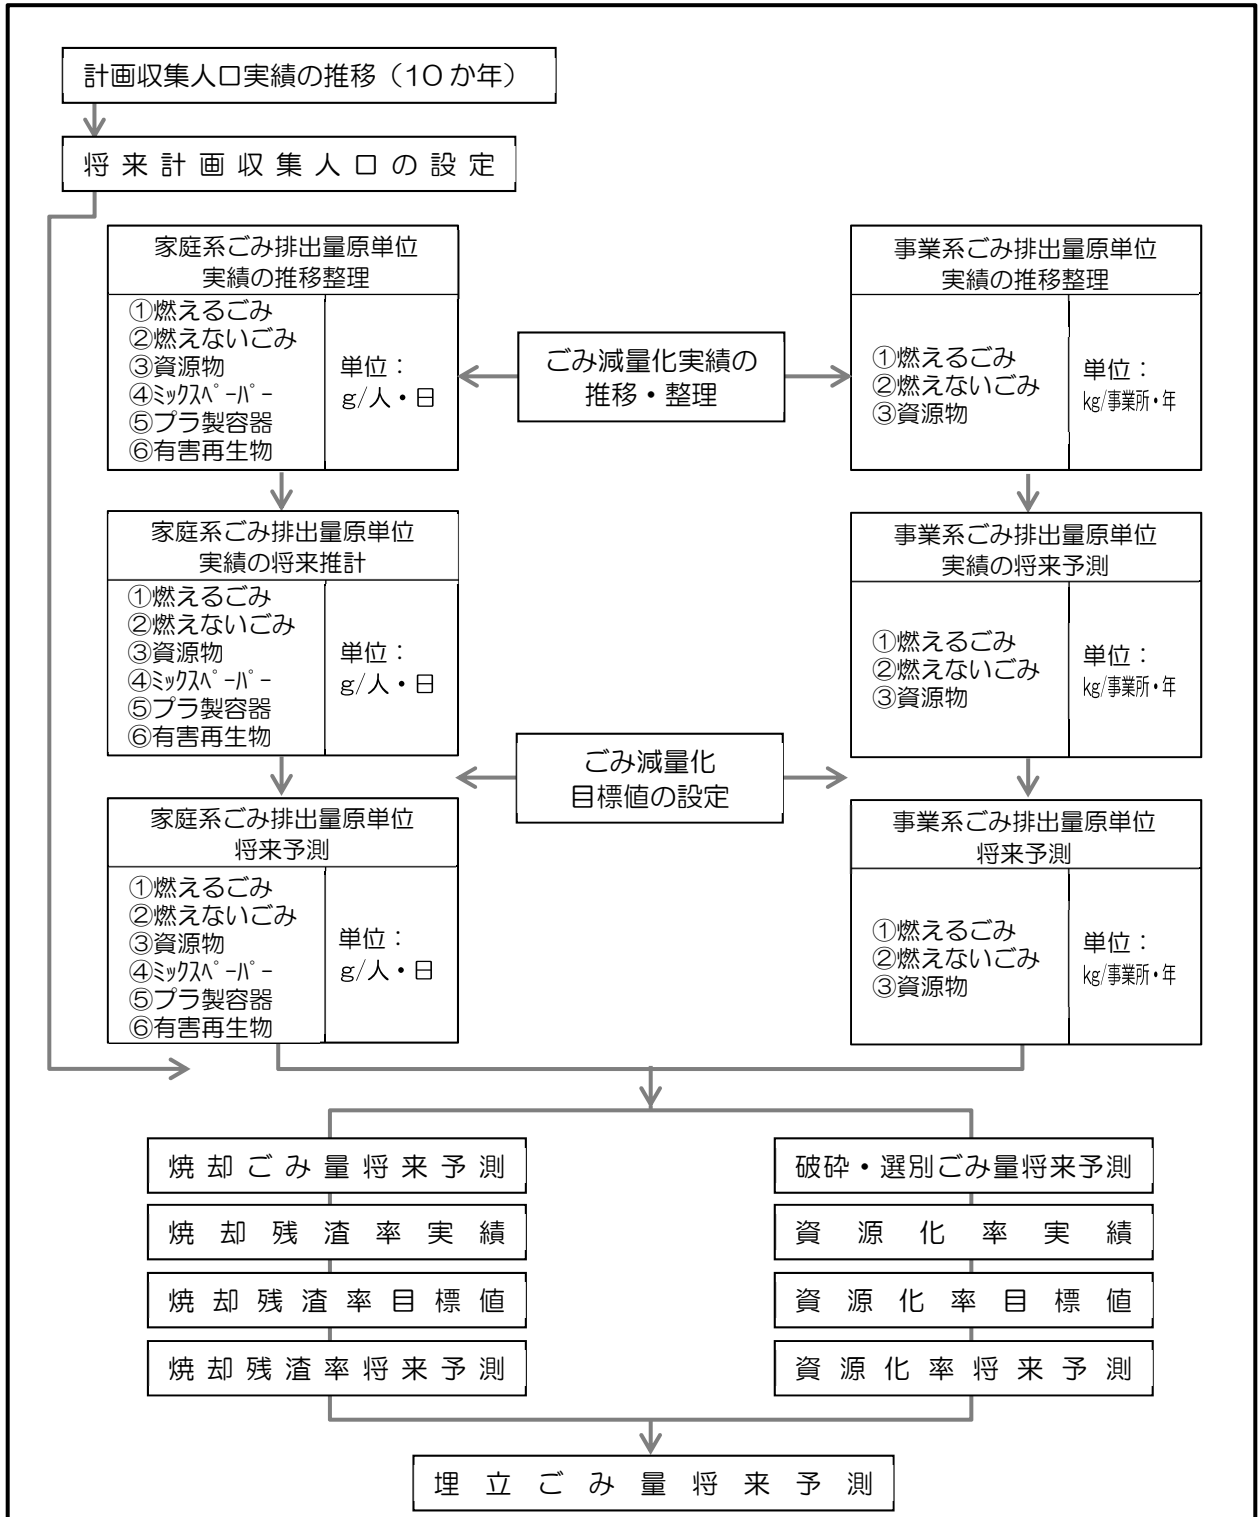 計画収集人口実績の推移（10か年）
将来計画収集人口の設定
家庭系ごみ排出量原単位
実績の推移整理
①燃えるごみ
②燃えないごみ
③資源物
④ﾐｯｸｽﾍﾟｰﾊﾟｰ
⑤プラ製容器
⑥有害再生物
単位：
g/人・日
ごみ減量化実績の
推移・整理
事業系ごみ排出量原単位
実績の推移整理
①燃えるごみ
②燃えないごみ
③資源物
単位：
kg/事業所・年
家庭系ごみ排出量原単位
実績の将来推計
①燃えるごみ
②燃えないごみ
③資源物
④ﾐｯｸｽﾍﾟｰﾊﾟｰ
⑤プラ製容器
⑥有害再生物
単位：
g/人・日
事業系ごみ排出量原単位
実績の将来予測
①燃えるごみ
②燃えないごみ
③資源物
単位：
kg/事業所・年
ごみ減量化
目標値の設定
家庭系ごみ排出量原単位
将来予測
①燃えるごみ
②燃えないごみ
③資源物
④ﾐｯｸｽﾍﾟｰﾊﾟｰ
⑤プラ製容器
⑥有害再生物
単位：
g/人・日
事業系ごみ排出量原単位
将来予測
①燃えるごみ
②燃えないごみ
③資源物
単位：
kg/事業所・年
焼却ごみ量将来予測
焼却残渣率実績
焼却残渣率目標値
焼却残渣率将来予測
破砕・選別ごみ量将来予測
資源化率実績
資源化率目標値
資源化率将来予測
埋立ごみ量将来予測